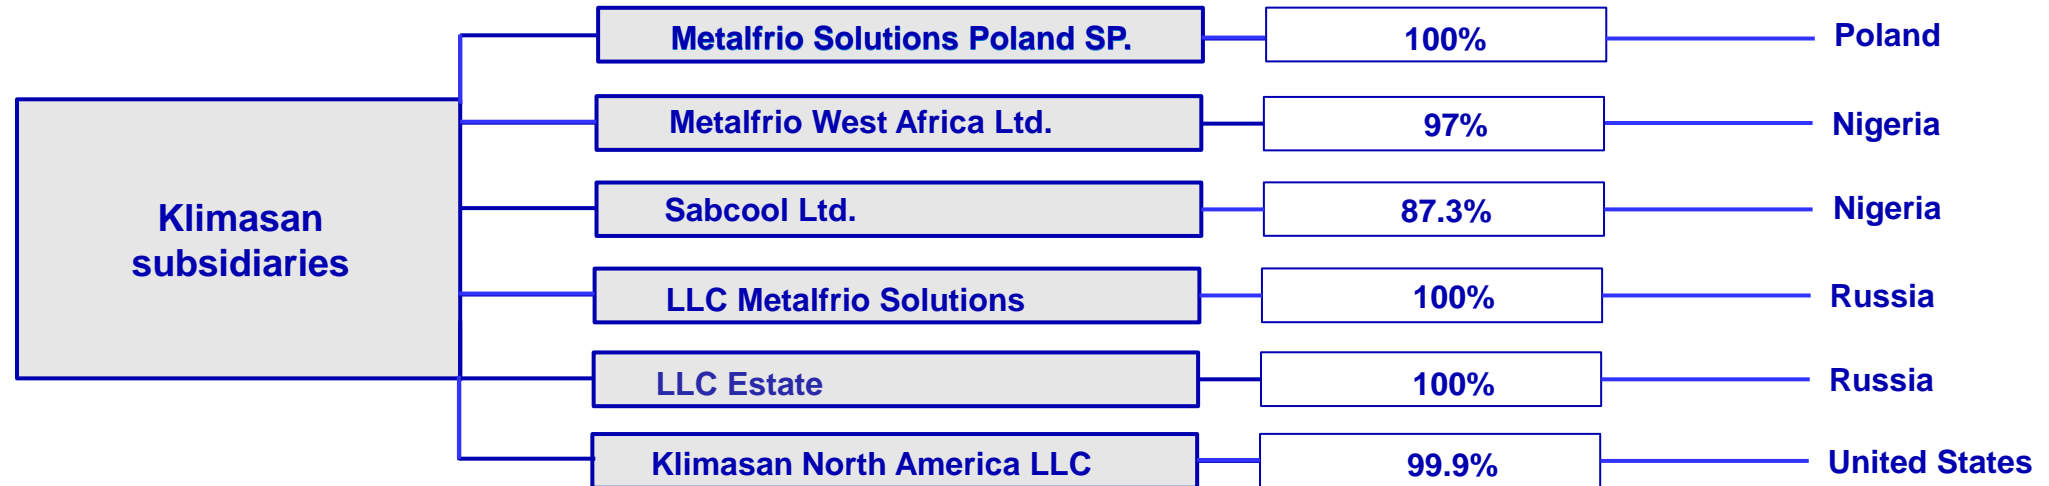 Metalfrio Solutions Poland SP. 100% Poland
Metalfrio West Africa Ltd. 97% Nigeria
Klimasan
subsidiaries
Sabcool Ltd. 87.3% Nigeria
LLC Metalfrio Solutions 100% Russia
LLC Estate 100% Russia
Klimasan North America LLC 99.9% United States